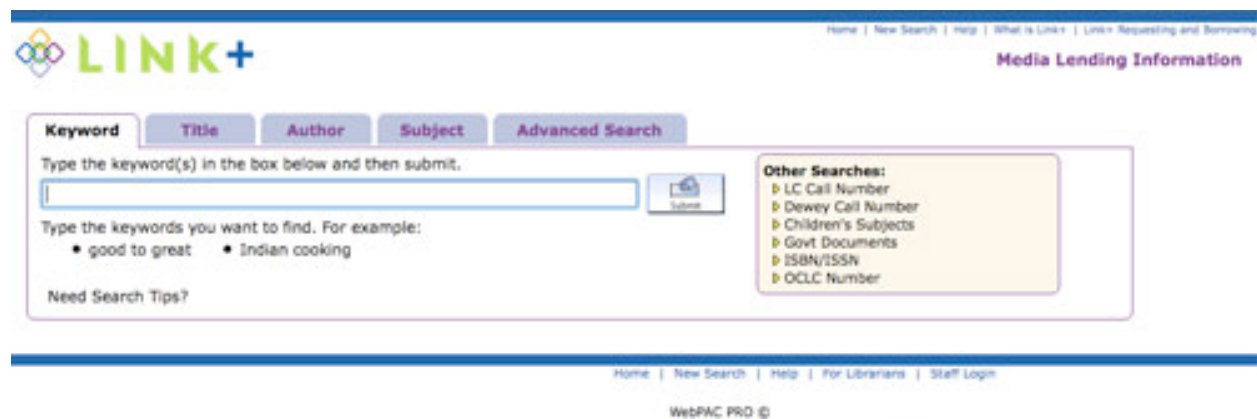 Home | New Search | Help | What is Link+ | Link+ Requesting and Borrowing
LINK+
Media Lending Information
Keyword Title Author Subject Advanced Search
Type the keyword(s) in the box below and then submit.
Submit
Type the keywords you want to find. For example:
• good to great • Indian cooking
Need Search Tips?
Other Searches:
LC Call Number
Dewey Call Number
Children's Subjects
Govt Documents
ISBN/ISSN
OCLC Number
Home | New Search | Help | For Librarians | Staff Login
WebPAC PRO ©